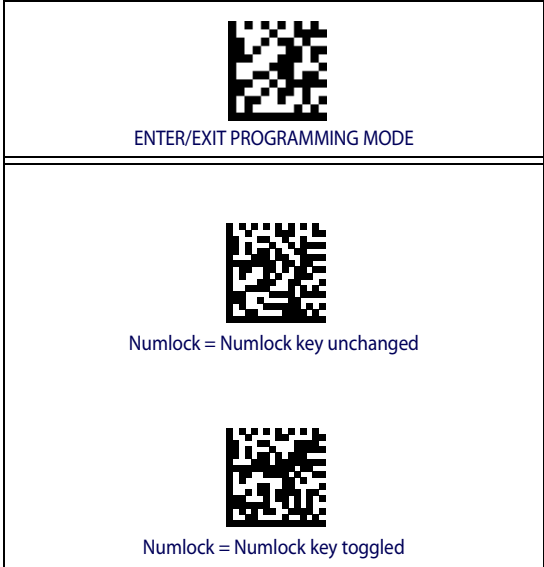 ENTER/EXIT PROGRAMMING MODE
Numlock = Numlock key unchanged
Numlock = Numlock key toggled